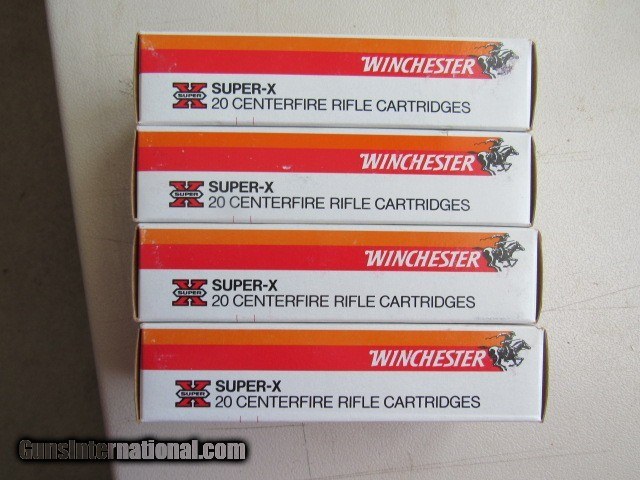 WINCHESTER
X SUPER SUPER-X
20 CENTERFIRE RIFLE CARTRIDGES
WINCHESTER
X SUPER SUPER-X
20 CENTERFIRE RIFLE CARTRIDGES
WINCHESTER
X SUPER SUPER-X
20 CENTERFIRE RIFLE CARTRIDGES
WINCHESTER
X SUPER SUPER-X
20 CENTERFIRE RIFLE CARTRIDGES
GunsInternational.com